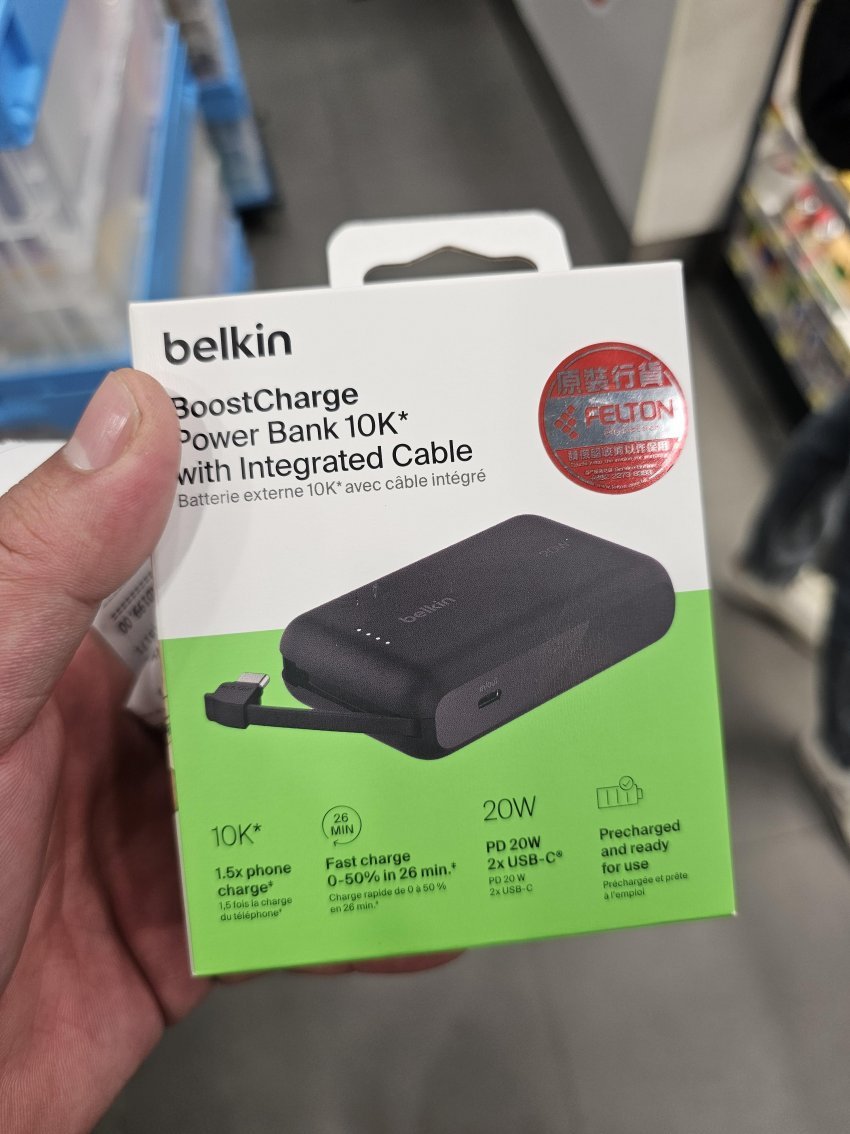 belkin
BoostCharge
Power Bank 10K*
with Integrated Cable
Batterie externe 10K* avec câble intégré
原裝行貨
FELTON
belkin
20W
10K*
1.5x phone
charge‡
1,5 fois la charge
du téléphone‡
26
MIN
Fast charge
0-50% in 26 min.‡
Charge rapide de 0 à 50 %
en 26 min.‡
20W
PD 20W
2x USB-C®
PD 20 W
2x USB-C
Precharged
and ready
for use
Préchargée et prête
à l'emploi